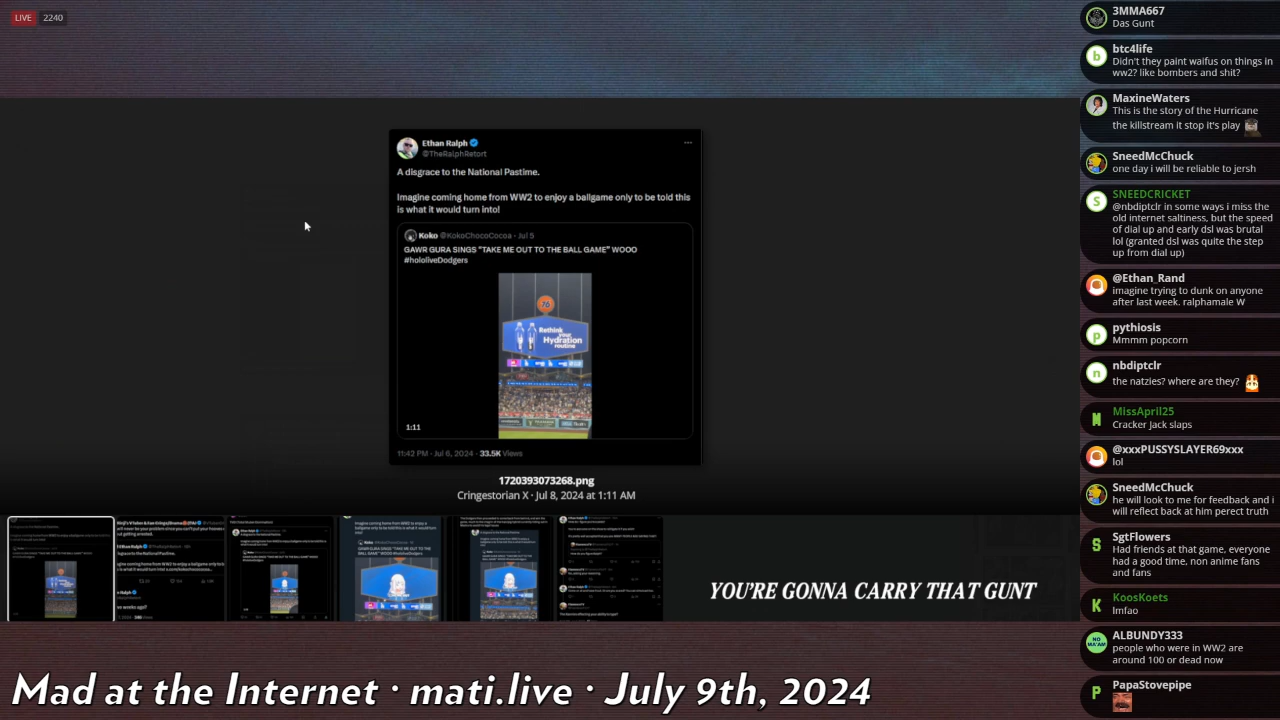 LIVE 2240
Ethan Ralph
@TheRalphRetort
A disgrace to the National Pastime.
Imagine coming home from WW2 to enjoy a ballgame only to be told this
is what it would turn into!
Koko @KokoChocoCocoa · Jul 5
GAWR GURA SINGS "TAKE ME OUT TO THE BALL GAME" WOOO
#hololiveDodgers
76
Rethink
your
Hydration
routine
1:11
11:42 PM · Jul 6, 2024 · 33.5K Views
1720393073268.png
Cringestorian X · Jul 8, 2024 at 1:11 AM
YOU'RE GONNA CARRY THAT GUNT
Mad at the Internet · mati.live · July 9th, 2024
3MMA667
Das Gunt
btc4life
Didn't they paint waifus on things in
ww2? like bombers and shit?
MaxineWaters
This is the story of the Hurricane
the killstream it stop it's play
SneedMcChuck
one day i will be reliable to jersh
SNEEDCRICKET
@nbdiptclr in some ways i miss the
old internet saltiness, but the speed
of dial up and early dsl was brutal
lol (granted dsl was quite the step
up from dial up)
@Ethan_Rand
imagine trying to dunk on anyone
after last week. ralphamale W
pythiosis
Mmmm popcorn
nbdiptclr
the natzies? where are they?
MissApril25
Cracker Jack slaps
@xxxPUSSYSLAYER69xxx
lol
SneedMcChuck
he will look to me for feedback and i
will reflect back at him perfect truth
SgtFlowers
My friends at the game said everyone
had a good time. non anime fans
and fans
KoosKoets
lmfao
ALBUNDY333
people who were in WW2 are
around 100 or dead now
PapaStovepipe